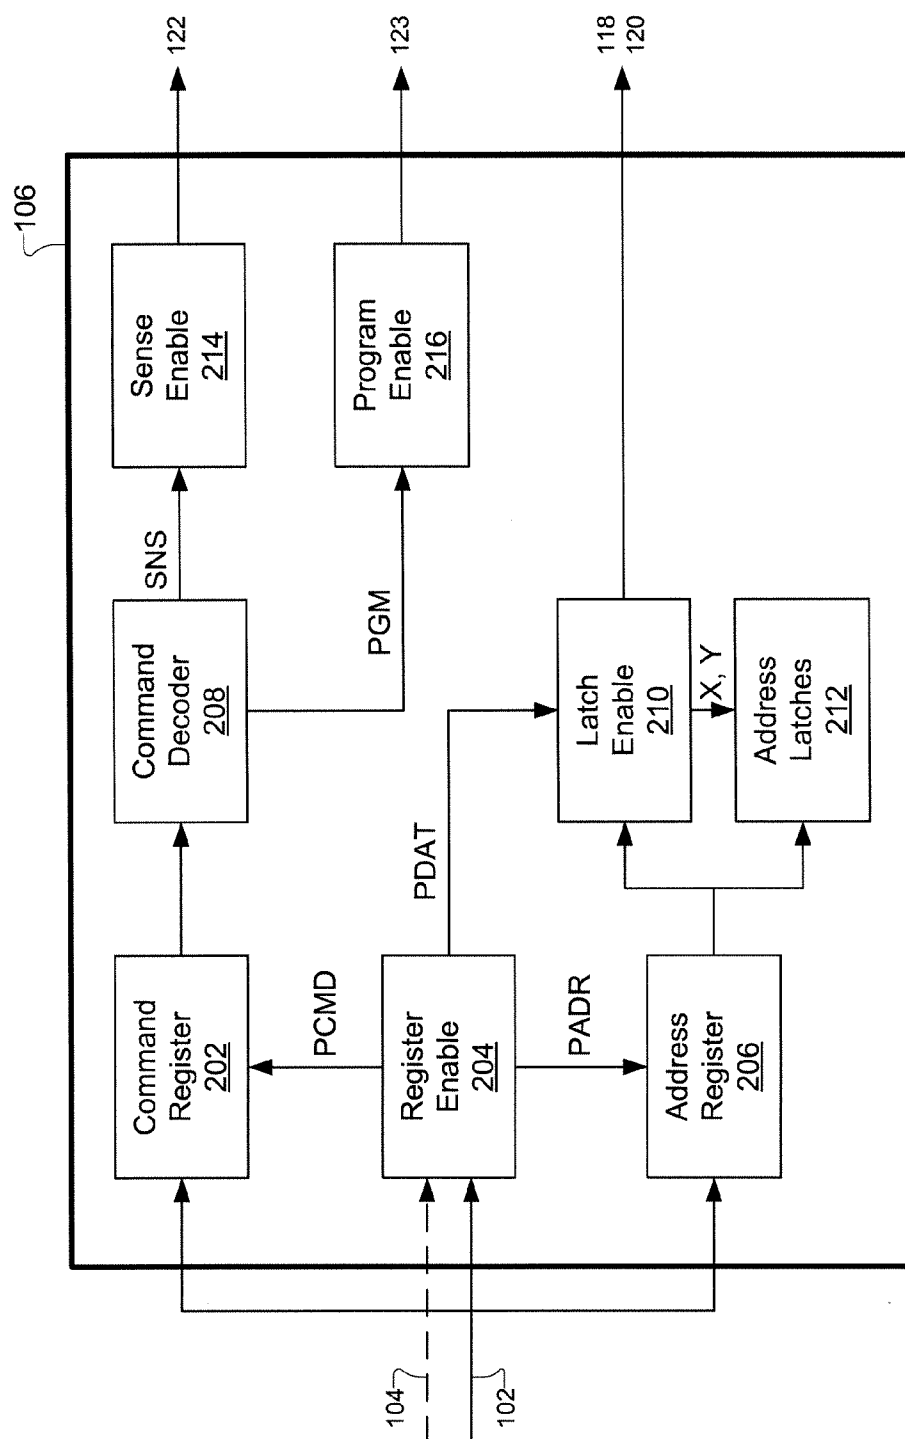 106
Command
Register
202
Command
Decoder
208
SNS
Sense
Enable
214
122
PCMD
PGM
Program
Enable
216
123
104
102
Register
Enable
204
PDAT
PADR
Latch
Enable
210
118
120
X, Y
Address
Register
206
Address
Latches
212